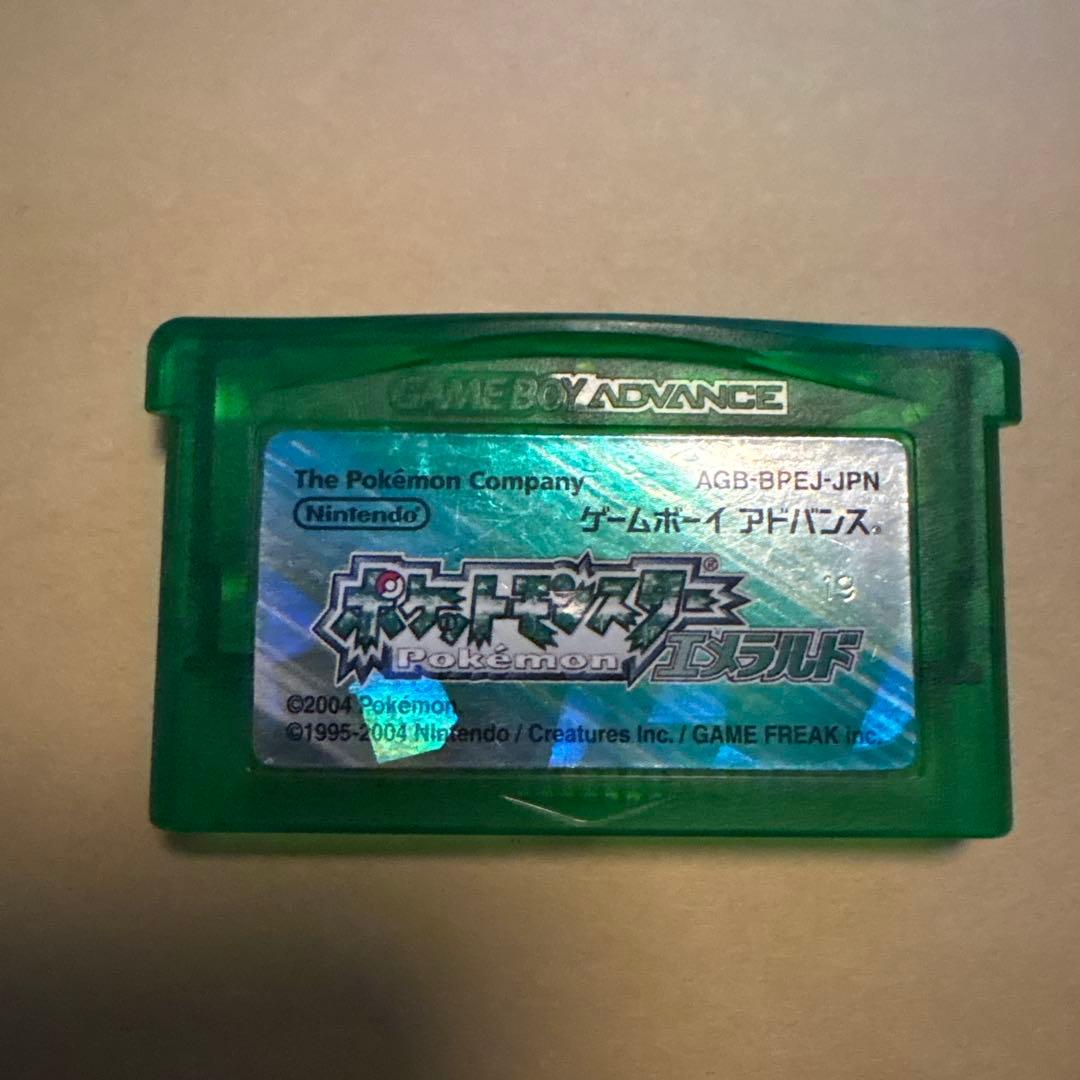 GAME BOY ADVANCE
The Pokémon Company
AGB-BPEJ-JPN
Nintendo®
ゲームボーイ アドバンス®
ポケットモンスター®
19
Pokémon
エメラルド
©2004 Pokémon.
©1995-2004 Nintendo / Creatures Inc. / GAME FREAK inc.